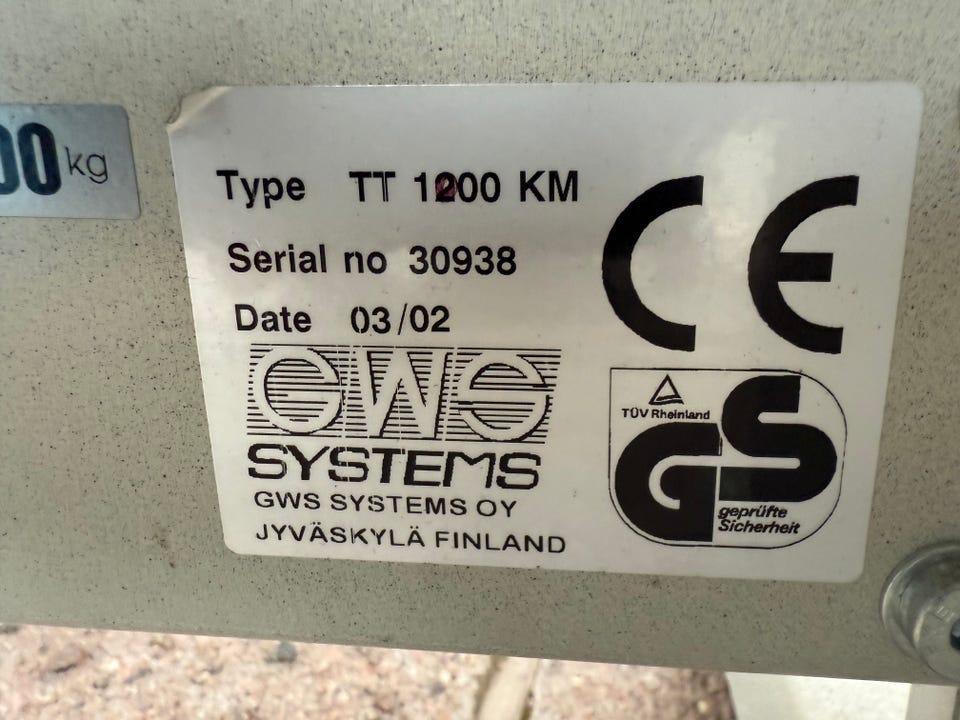 00 kg
Type TT 1200 KM
Serial no 30938
Date 03/02
CE
GWS
SYSTEMS
GWS SYSTEMS OY
JYVÄSKYLÄ FINLAND
TÜV Rheinland
GS
geprüfte
Sicherheit